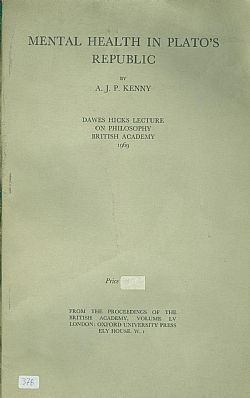 MENTAL HEALTH IN PLATO'S
REPUBLIC
BY
A. J. P. KENNY
DAWES HICKS LECTURE
ON PHILOSOPHY
BRITISH ACADEMY
1969
Price
FROM THE PROCEEDINGS OF THE
BRITISH ACADEMY, VOLUME LV
LONDON: OXFORD UNIVERSITY PRESS
ELY HOUSE, W. 1
376